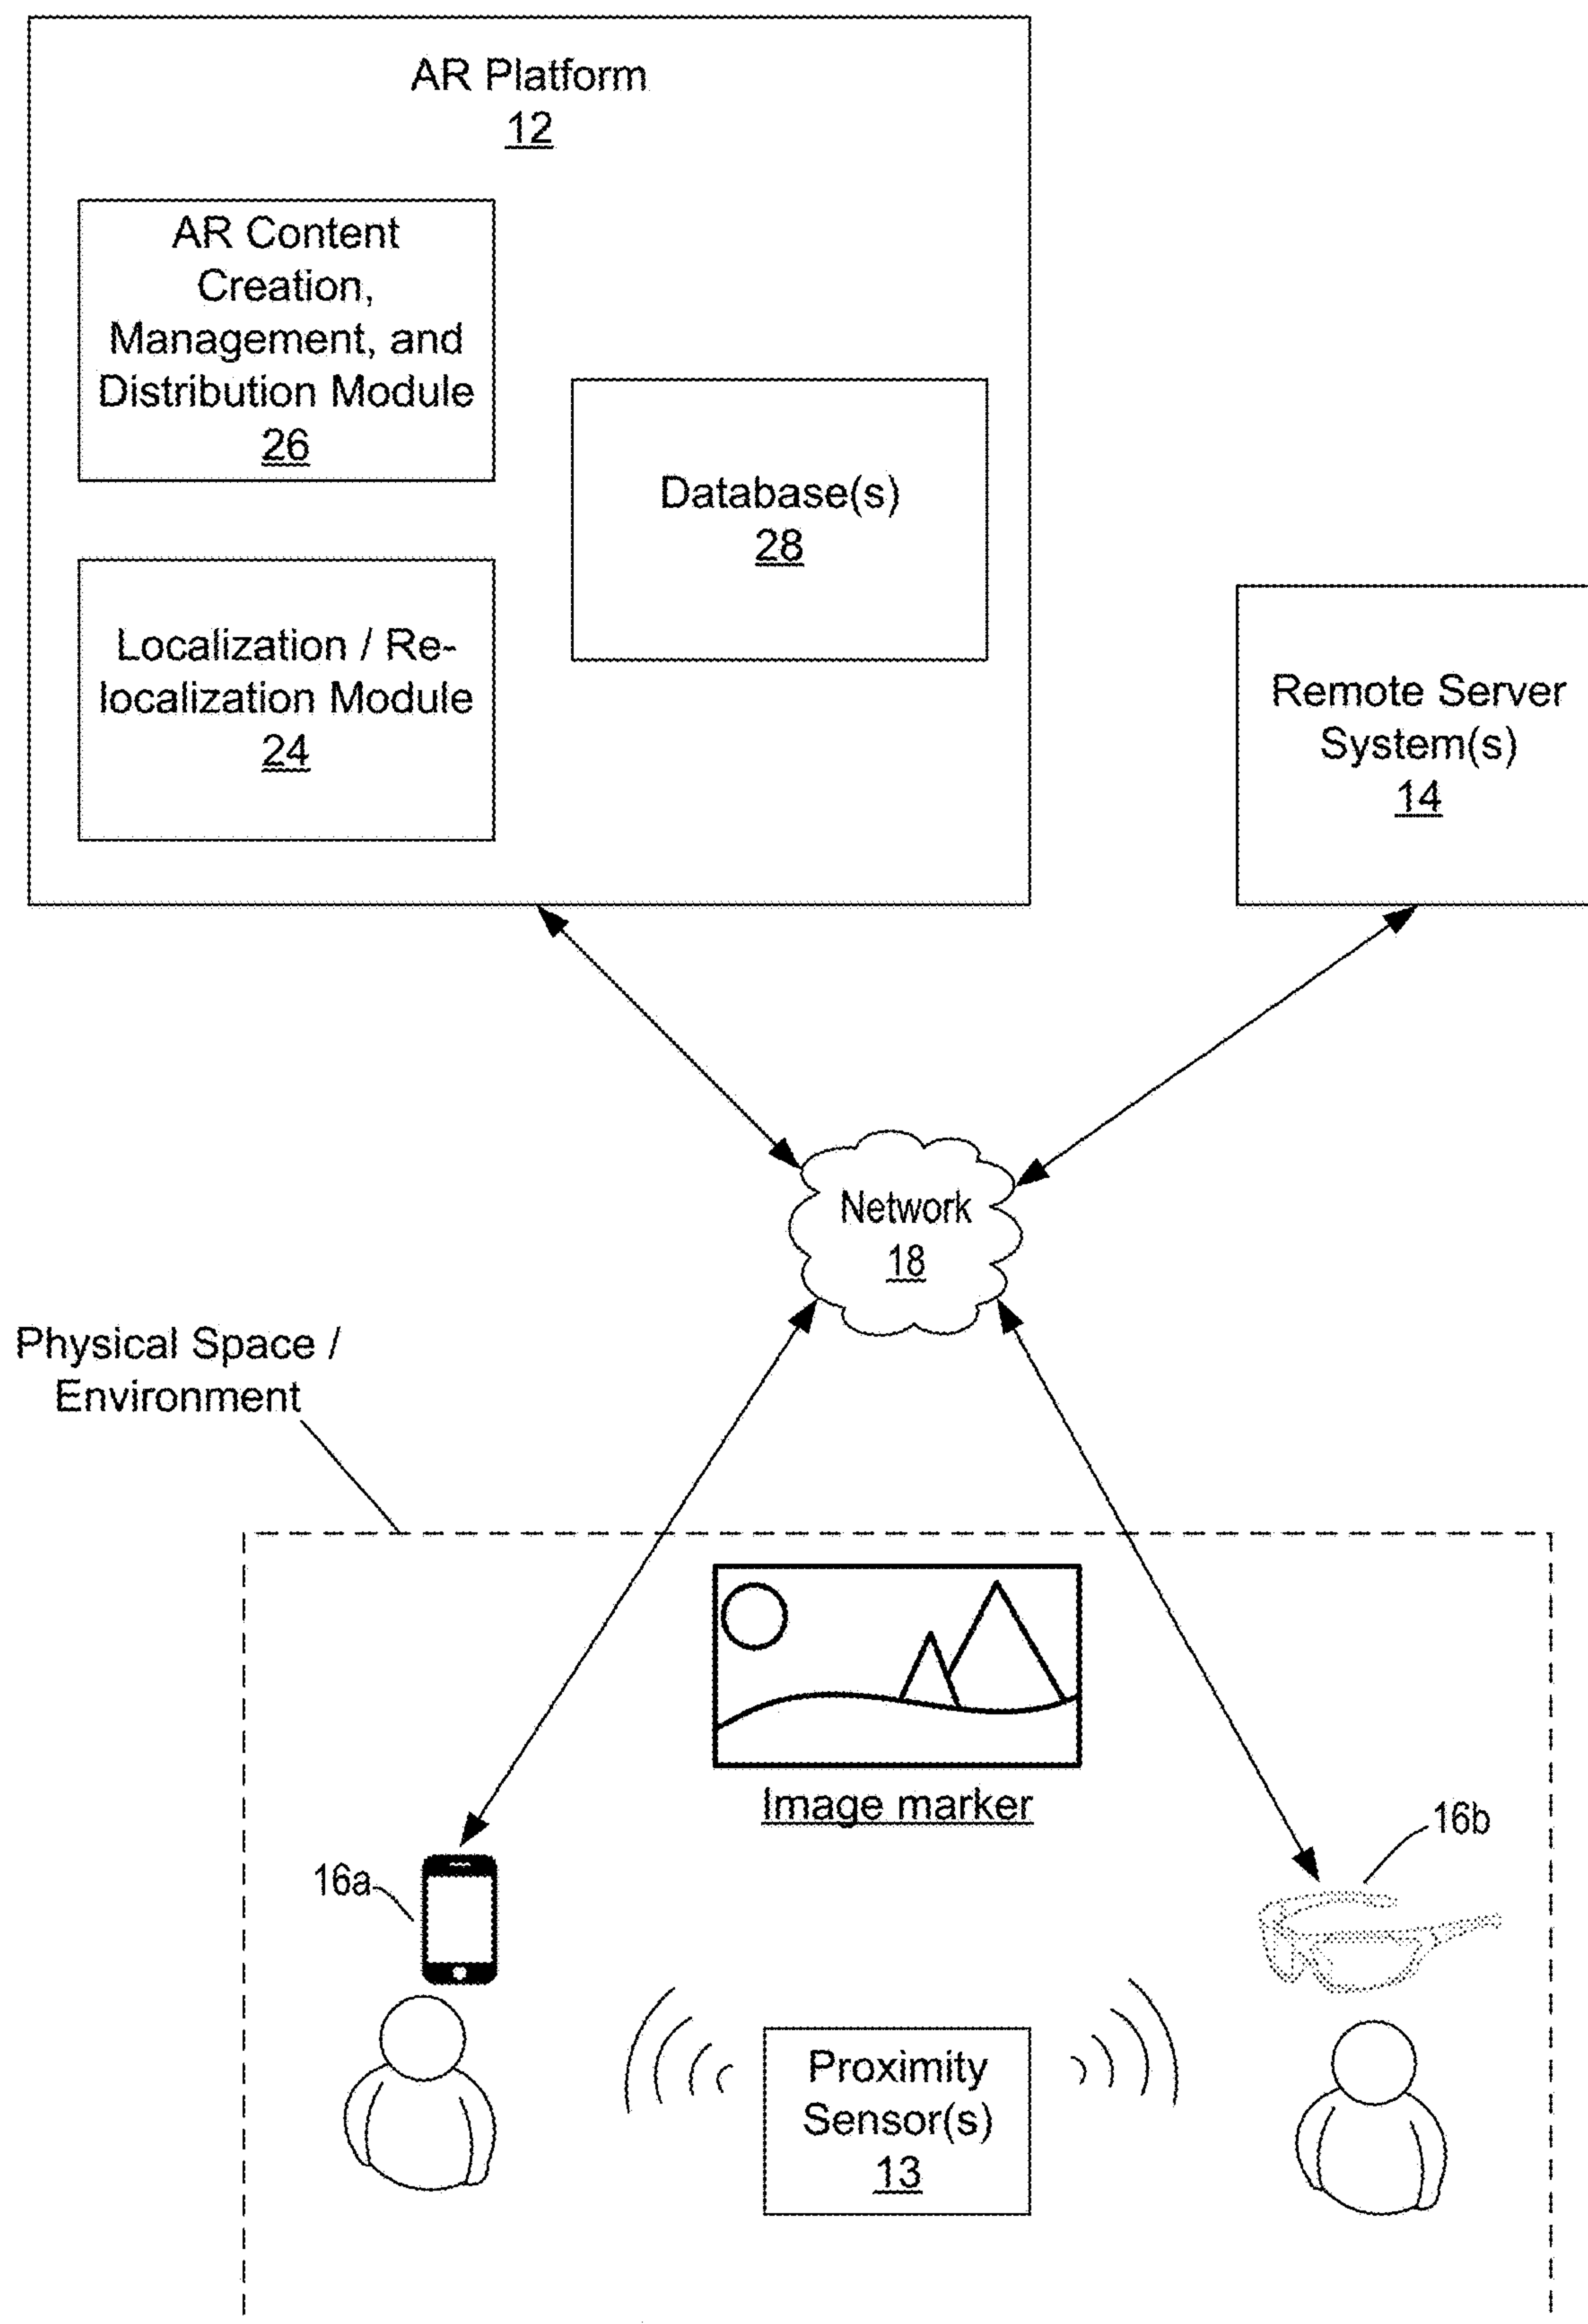 AR Platform
12
AR Content
Creation,
Management, and
Distribution Module
26
Database(s)
28
Localization / Re-
localization Module
24
Remote Server
System(s)
14
Network
18
Physical Space /
Environment
Image marker
16a
16b
Proximity
Sensor(s)
13